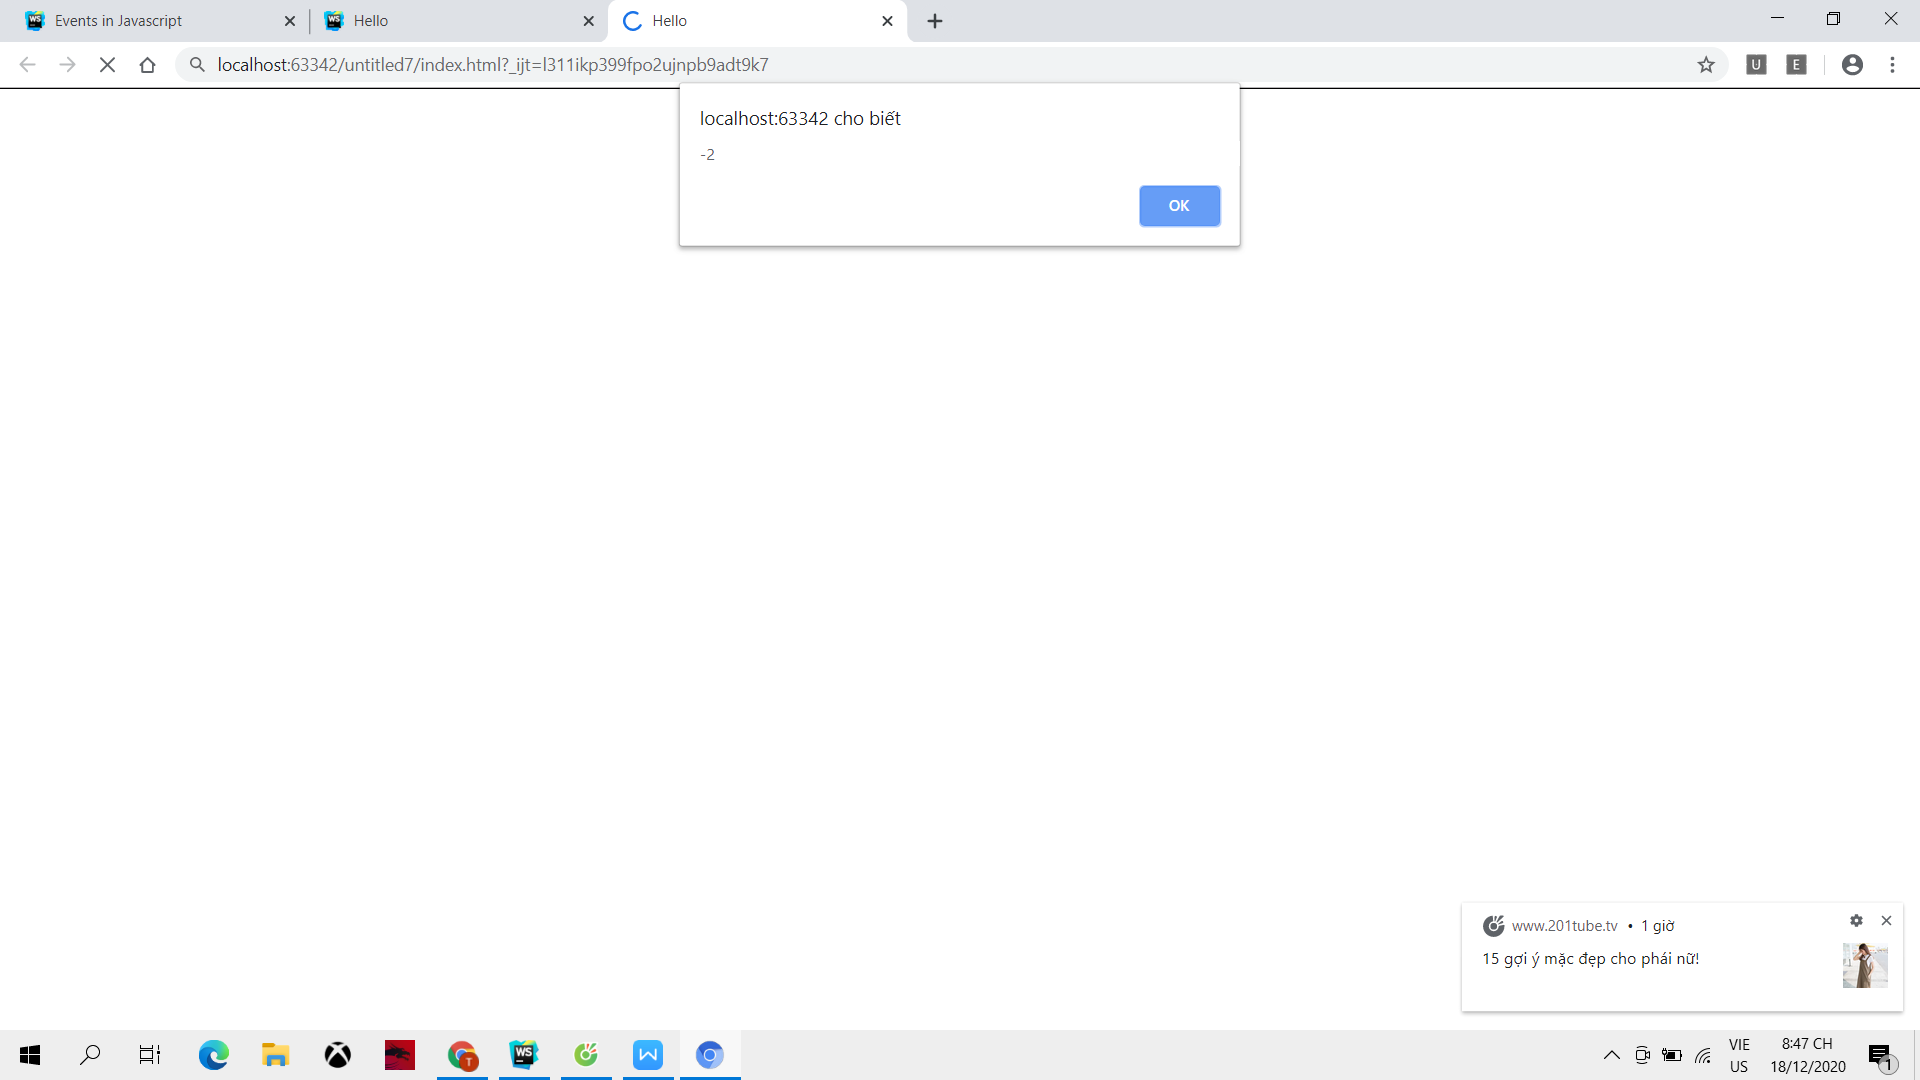 Events in Javascript
Hello
Hello
localhost:63342/untitled7/index.html?_ijt=l311ikp399fpo2ujnpb9adt9k7
U
E
localhost:63342 cho biết
-2
OK
www.201tube.tv • 1 giờ
15 gợi ý mặc đẹp cho phái nữ!
WS
T
VIE
US
8:47 CH
18/12/2020
1